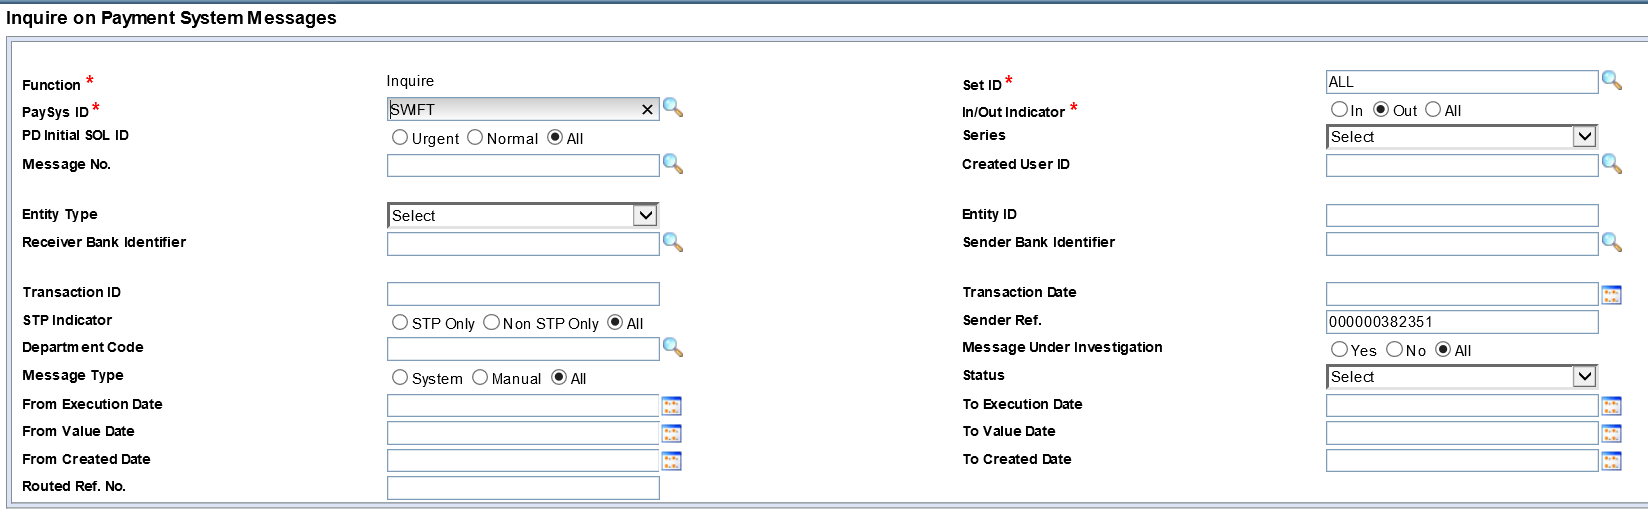 Inquire on Payment System Messages
Function * Inquire Set ID * ALL
PaySys ID * SWIFT ✕ In/Out Indicator * In Out All
PD Initial SOL ID Urgent Normal All Series Select
Message No. Created User ID
Entity Type Select Entity ID
Receiver Bank Identifier Sender Bank Identifier
Transaction ID Transaction Date
STP Indicator STP Only Non STP Only All Sender Ref. 000000382351
Department Code Message Under Investigation Yes No All
Message Type System Manual All Status Select
From Execution Date To Execution Date
From Value Date To Value Date
From Created Date To Created Date
Routed Ref. No.